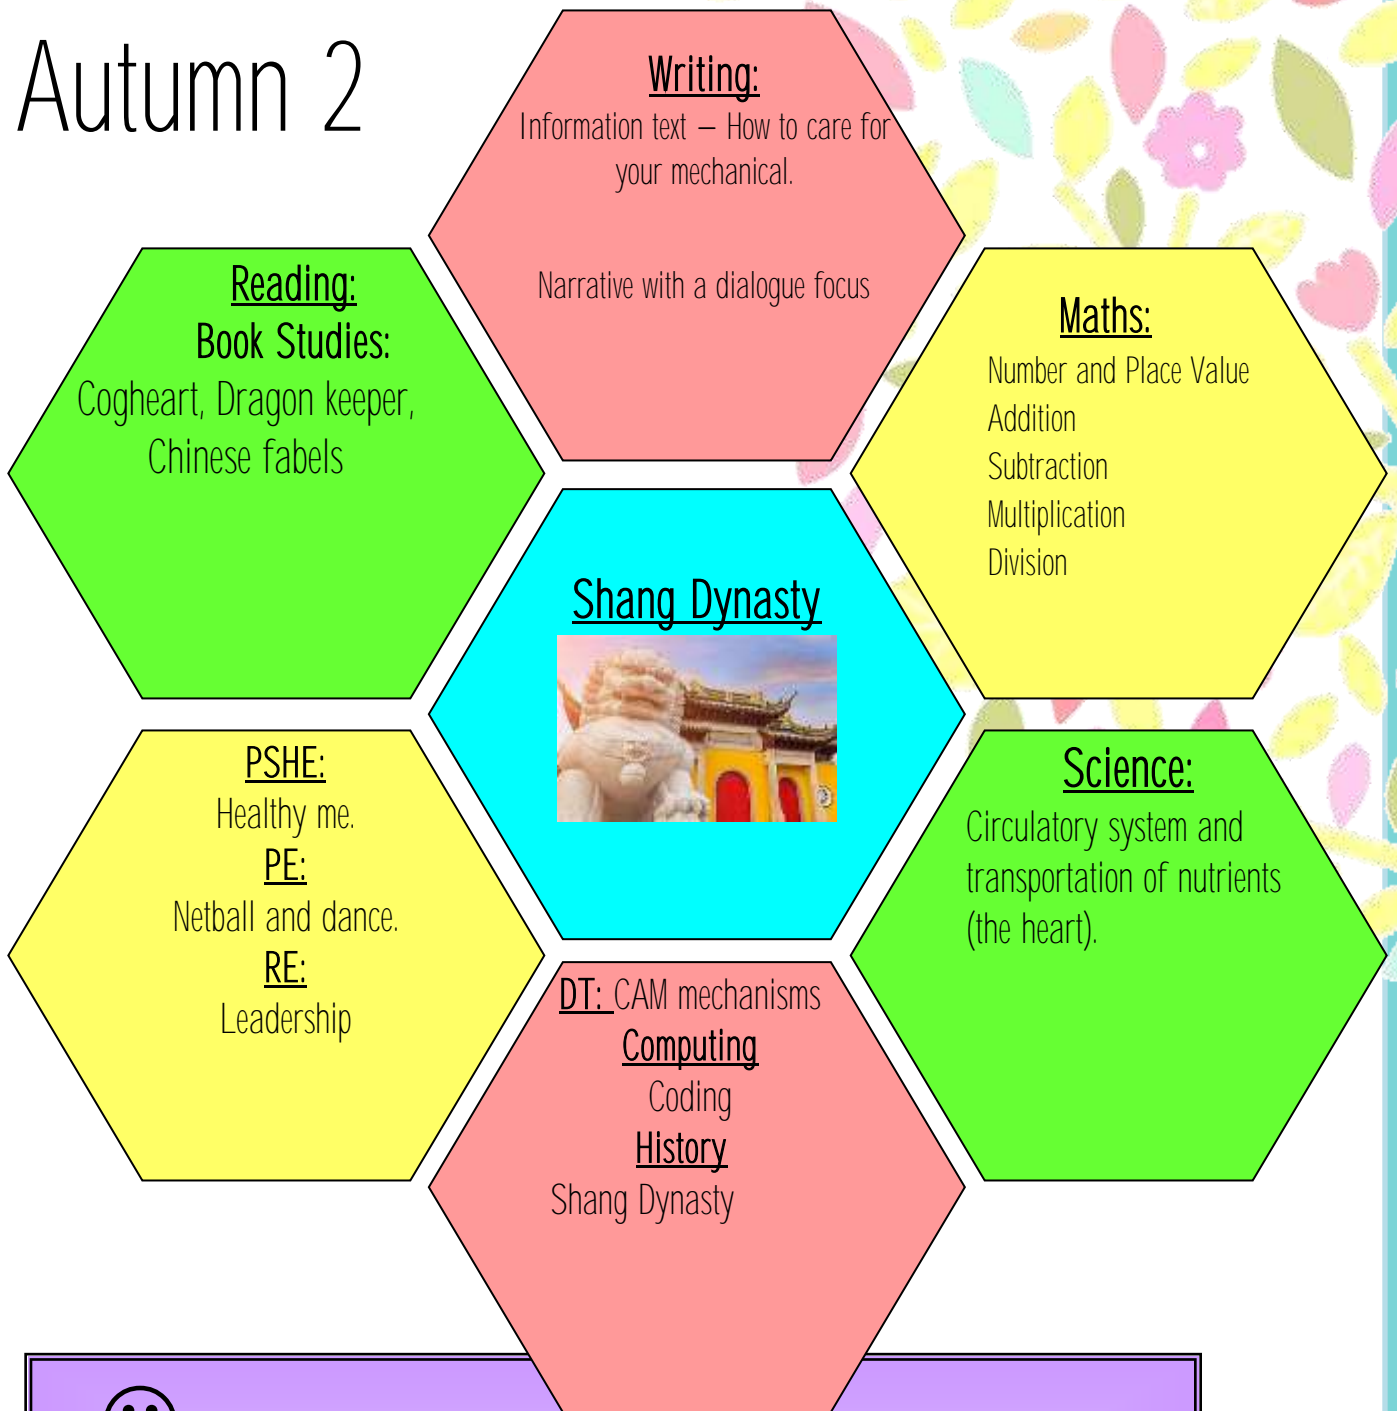 Autumn 2
Writing:
Information text – How to care for
your mechanical.
Narrative with a dialogue focus
Reading:
Book Studies:
Cogheart, Dragon keeper,
Chinese fabels
Maths:
Number and Place Value
Addition
Subtraction
Multiplication
Division
Shang Dynasty
PSHE:
Healthy me.
PE:
Netball and dance.
RE:
Leadership
Science:
Circulatory system and
transportation of nutrients
(the heart).
DT: CAM mechanisms
Computing
Coding
History
Shang Dynasty